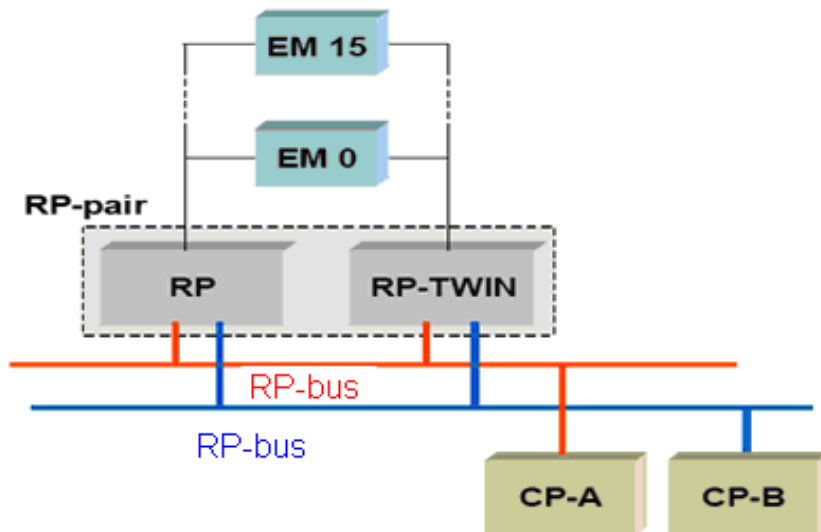 EM 15
EM 0
RP-pair
RP
RP-TWIN
RP-bus
RP-bus
CP-A
CP-B